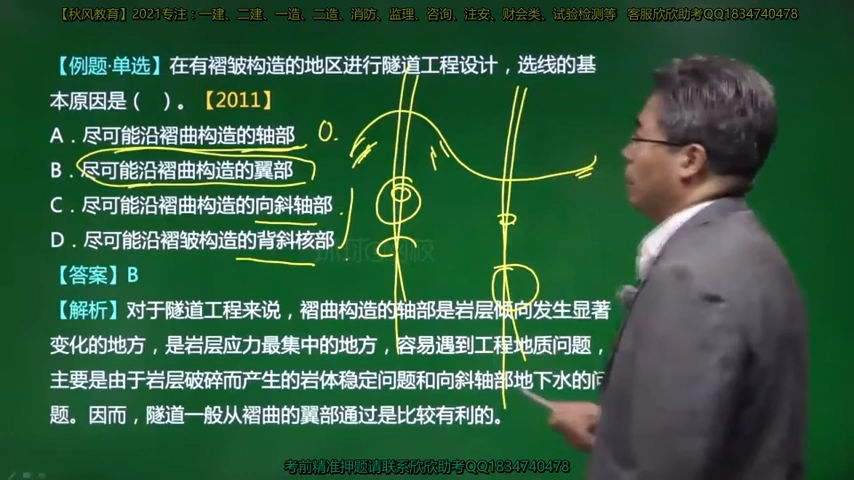 【秋风教育】2021专注：一建、二建、一造、二造、消防、监理、咨询、注安、财会类、试验检测等 客服欣欣助考QQ1834740478
【例题·单选】在有褶皱构造的地区进行隧道工程设计，选线的基
本原因是（ ）。【2011】
A．尽可能沿褶曲构造的轴部
B．尽可能沿褶曲构造的翼部
C．尽可能沿褶曲构造的向斜轴部
D．尽可能沿褶皱构造的背斜核部
【答案】B
【解析】对于隧道工程来说，褶曲构造的轴部是岩层倾向发生显著
变化的地方，是岩层应力最集中的地方，容易遇到工程地质问题，
主要是由于岩层破碎而产生的岩体稳定问题和向斜轴部地下水的问
题。因而，隧道一般从褶曲的翼部通过是比较有利的。
考前精准押题请联系欣欣助考QQ1834740478